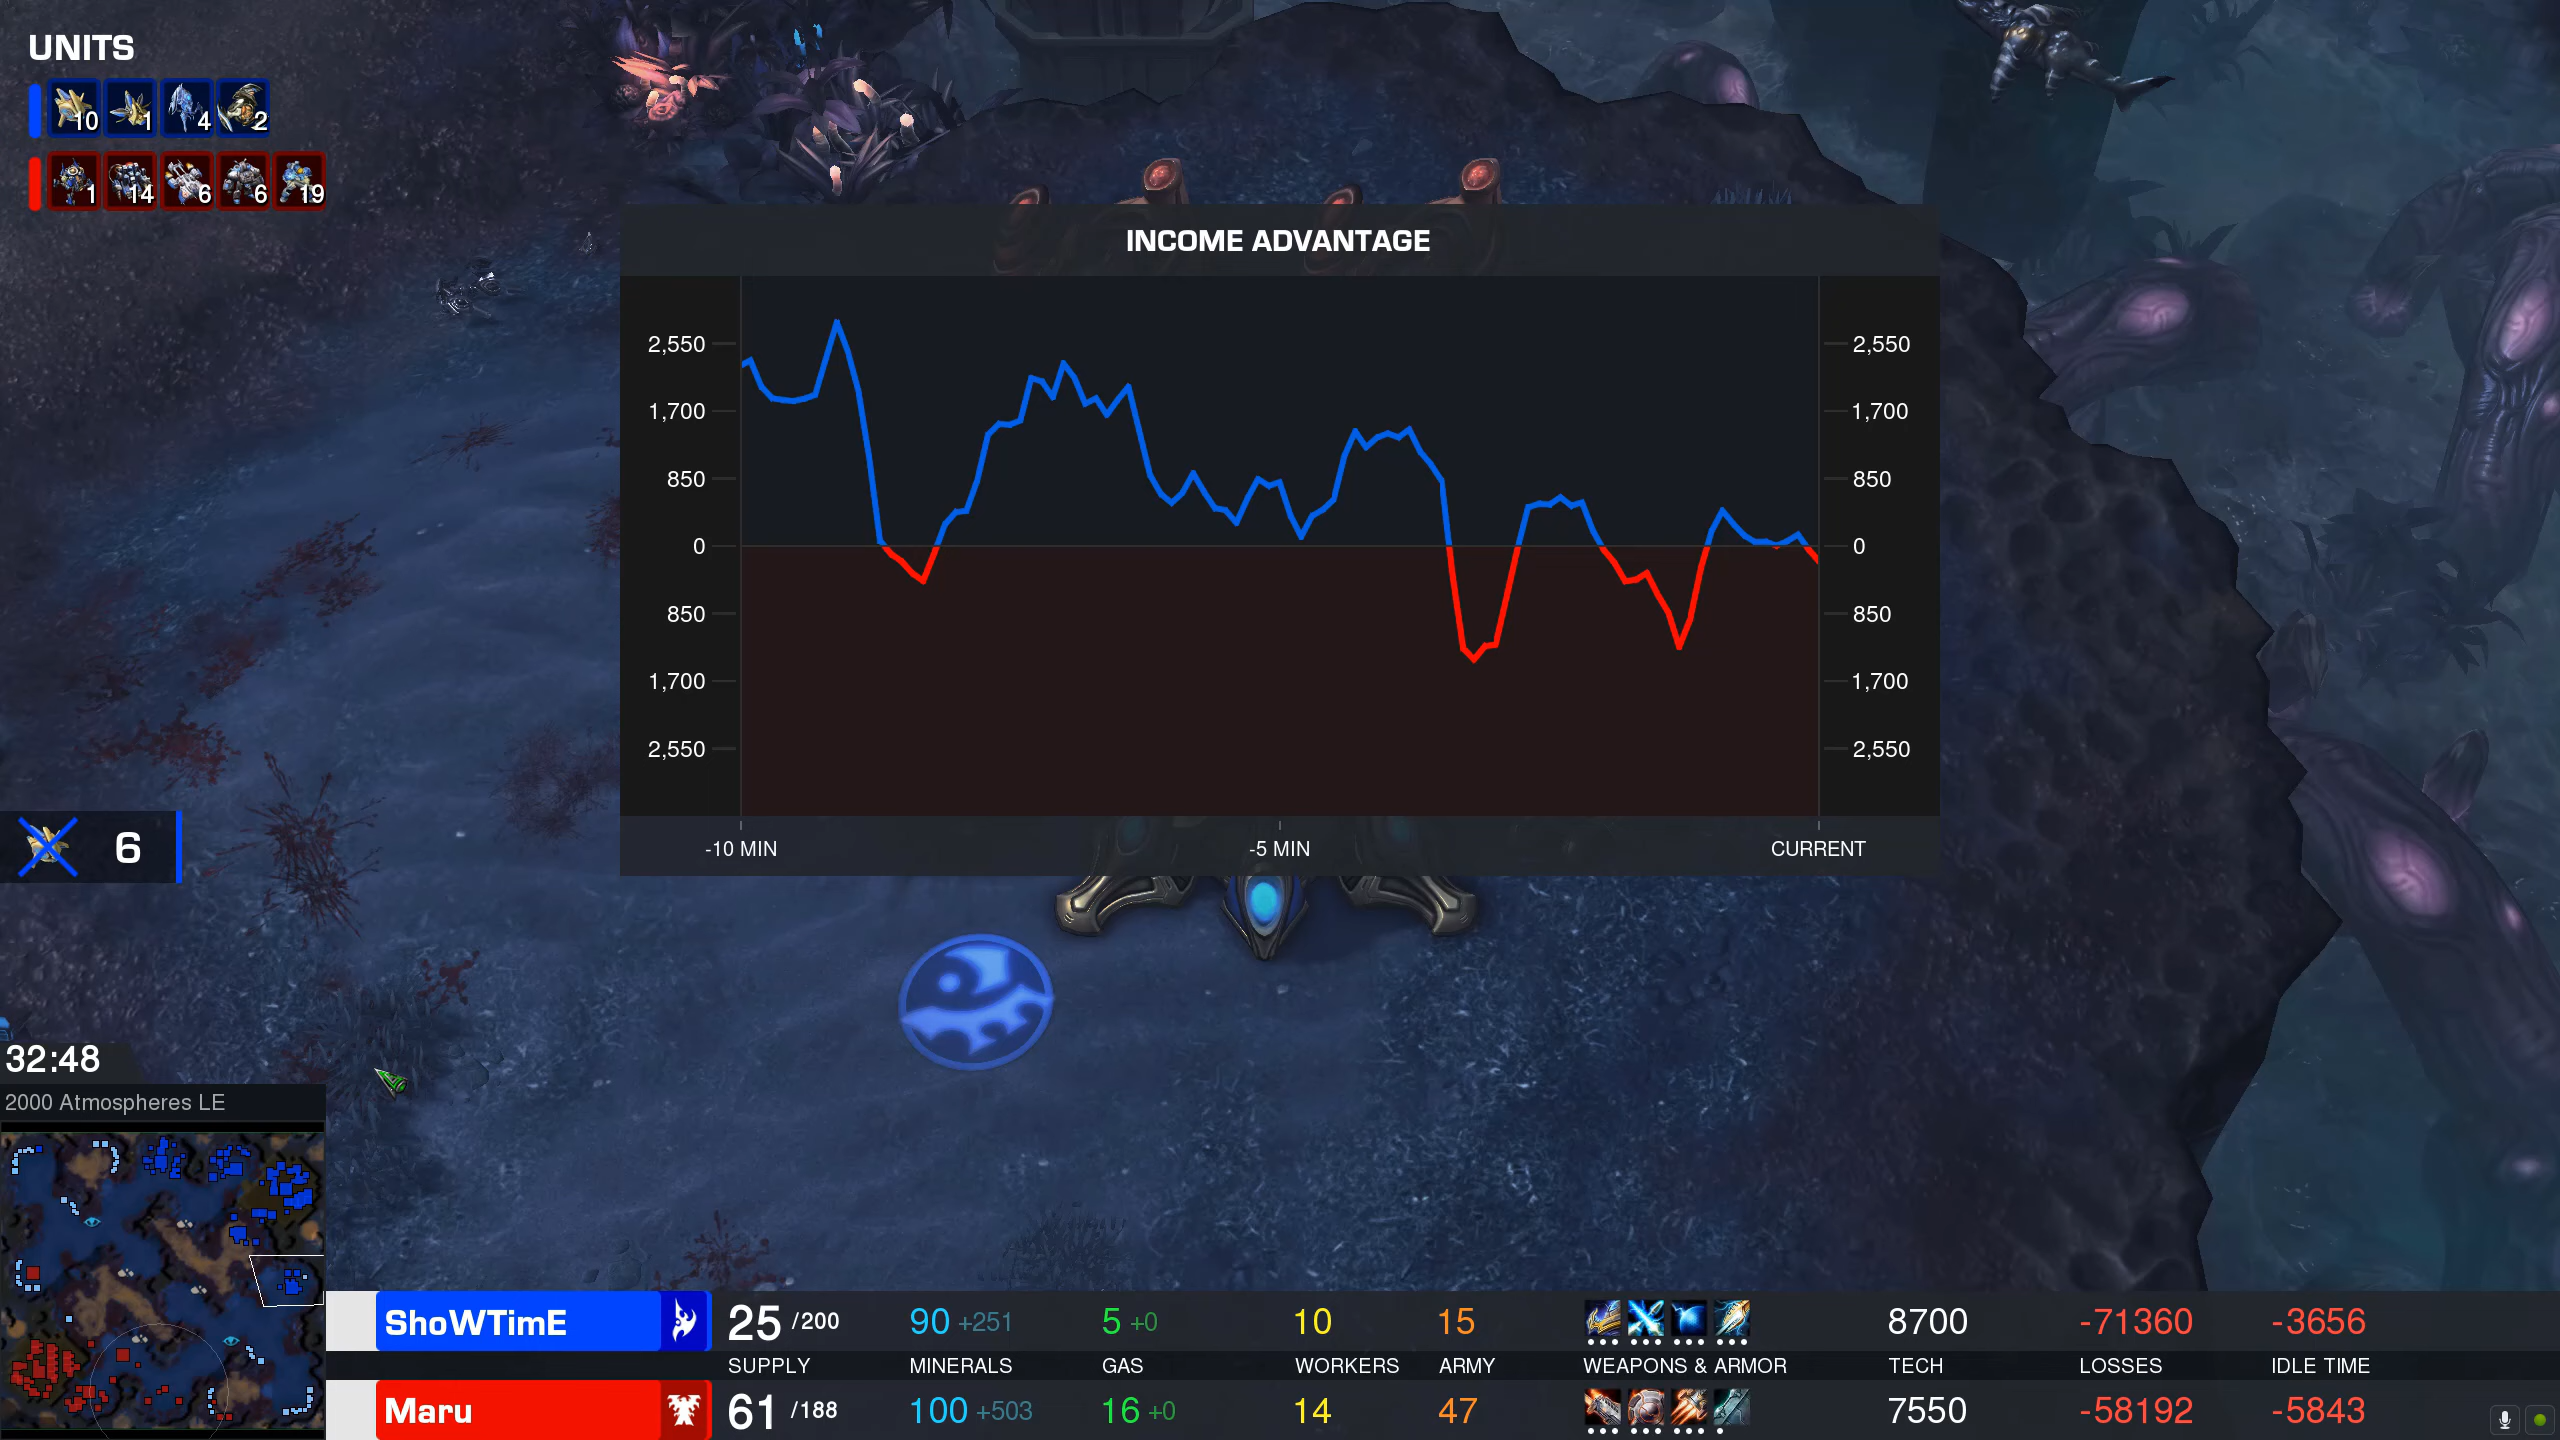 UNITS
10 1 4 2
1 14 6 6 19
INCOME ADVANTAGE
2,550 2,550
1,700 1,700
850 850
0 0
850 850
1,700 1,700
2,550 2,550
-10 MIN -5 MIN CURRENT
6
32:48
2000 Atmospheres LE
ShoWTimE 25 /200 90 +251 5 +0 10 15 8700 -71360 -3656
SUPPLY MINERALS GAS WORKERS ARMY WEAPONS & ARMOR TECH LOSSES IDLE TIME
Maru 61 /188 100 +503 16 +0 14 47 7550 -58192 -5843